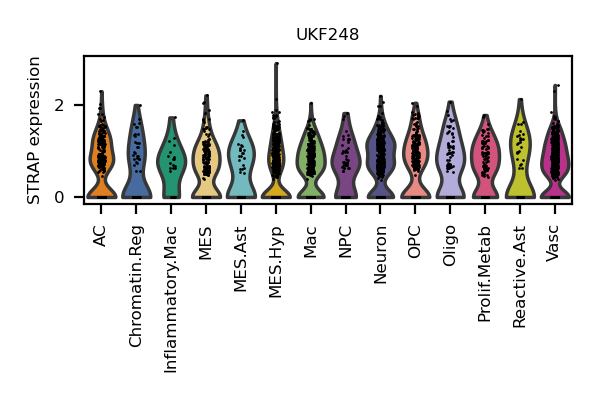 UKF248
STRAP expression
2
0
AC
Chromatin.Reg
Inflammatory.Mac
MES
MES.Ast
MES.Hyp
Mac
NPC
Neuron
OPC
Oligo
Prolif.Metab
Reactive.Ast
Vasc